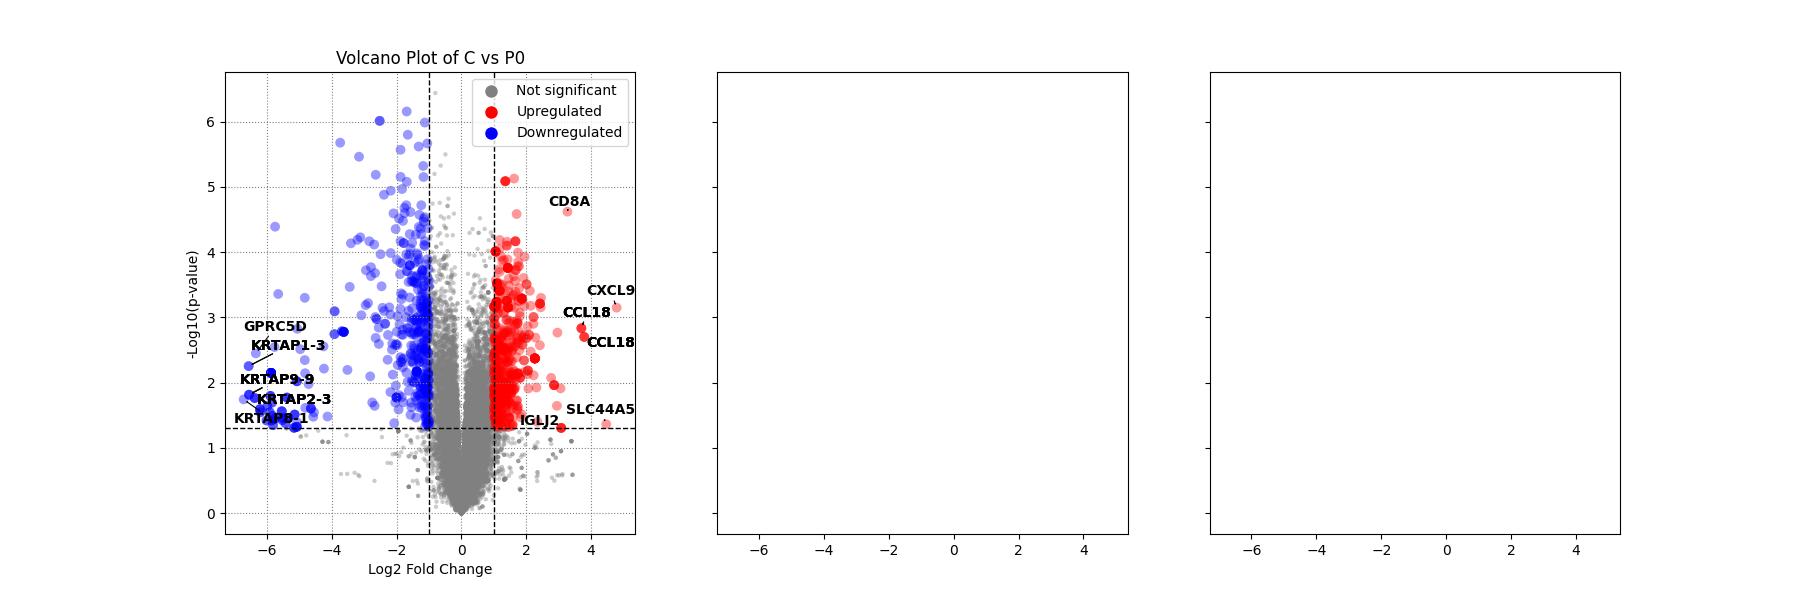 Volcano Plot of C vs P0
Not significant
Upregulated
Downregulated
6
5
4
3
2
1
0
-Log10(p-value)
CD8A
CXCL9
CCL18
CCL18
GPRC5D
KRTAP1-3
KRTAP9-9
KRTAP2-3
KRTAP8-1
SLC44A5
IGLJ2
−6 −4 −2 0 2 4
Log2 Fold Change
−6 −4 −2 0 2 4
−6 −4 −2 0 2 4